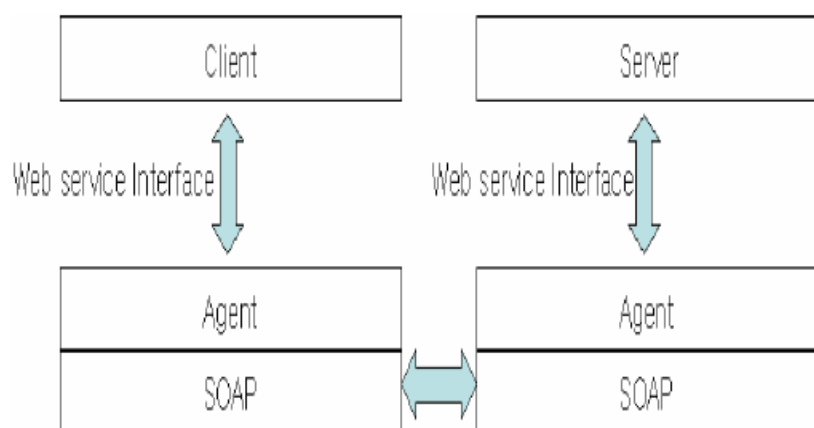 Client
Server
Web service Interface
Web service Interface
Agent
Agent
SOAP
SOAP